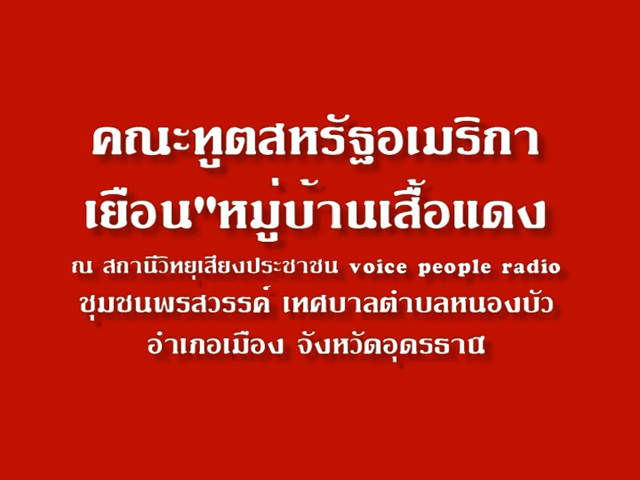 คณะทูตสหรัฐอเมริกา
เยือน"หมู่บ้านเสื้อแดง
ณ สถานีวิทยุเสียงประชาชน voice people radio
ชุมชนพรสวรรค์ เทศบาลตำบลหนองบัว
อำเภอเมือง จังหวัดอุดรธานี